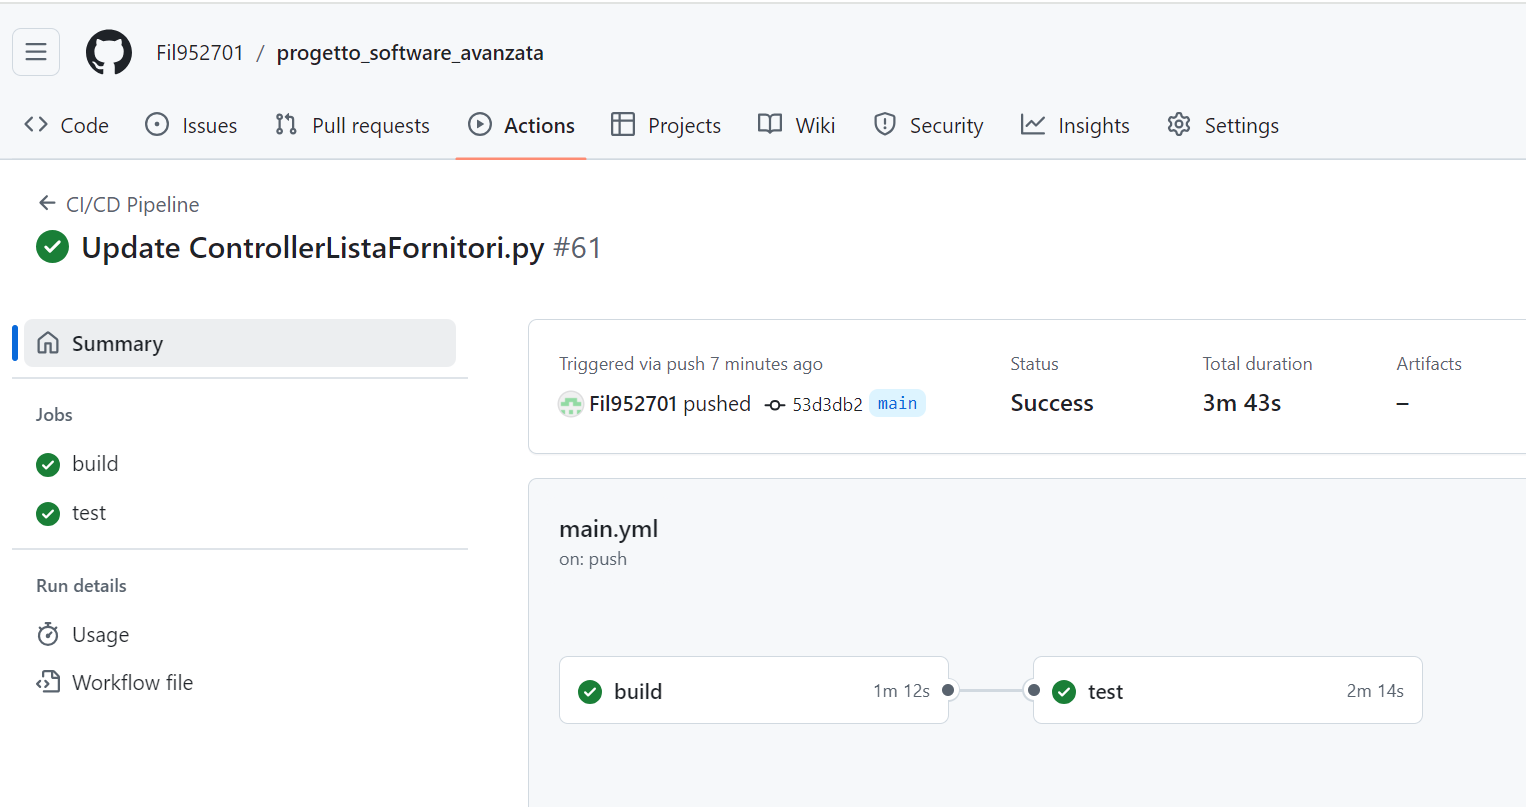 Fil952701 / progetto_software_avanzata
Code Issues Pull requests Actions Projects Wiki Security Insights Settings
CI/CD Pipeline
Update ControllerListaFornitori.py #61
Summary
Jobs
build
test
Run details
Usage
Workflow file
Triggered via push 7 minutes ago
Fil952701 pushed 53d3db2 main
Status
Success
Total duration
3m 43s
Artifacts
–
main.yml
on: push
build 1m 12s
test 2m 14s